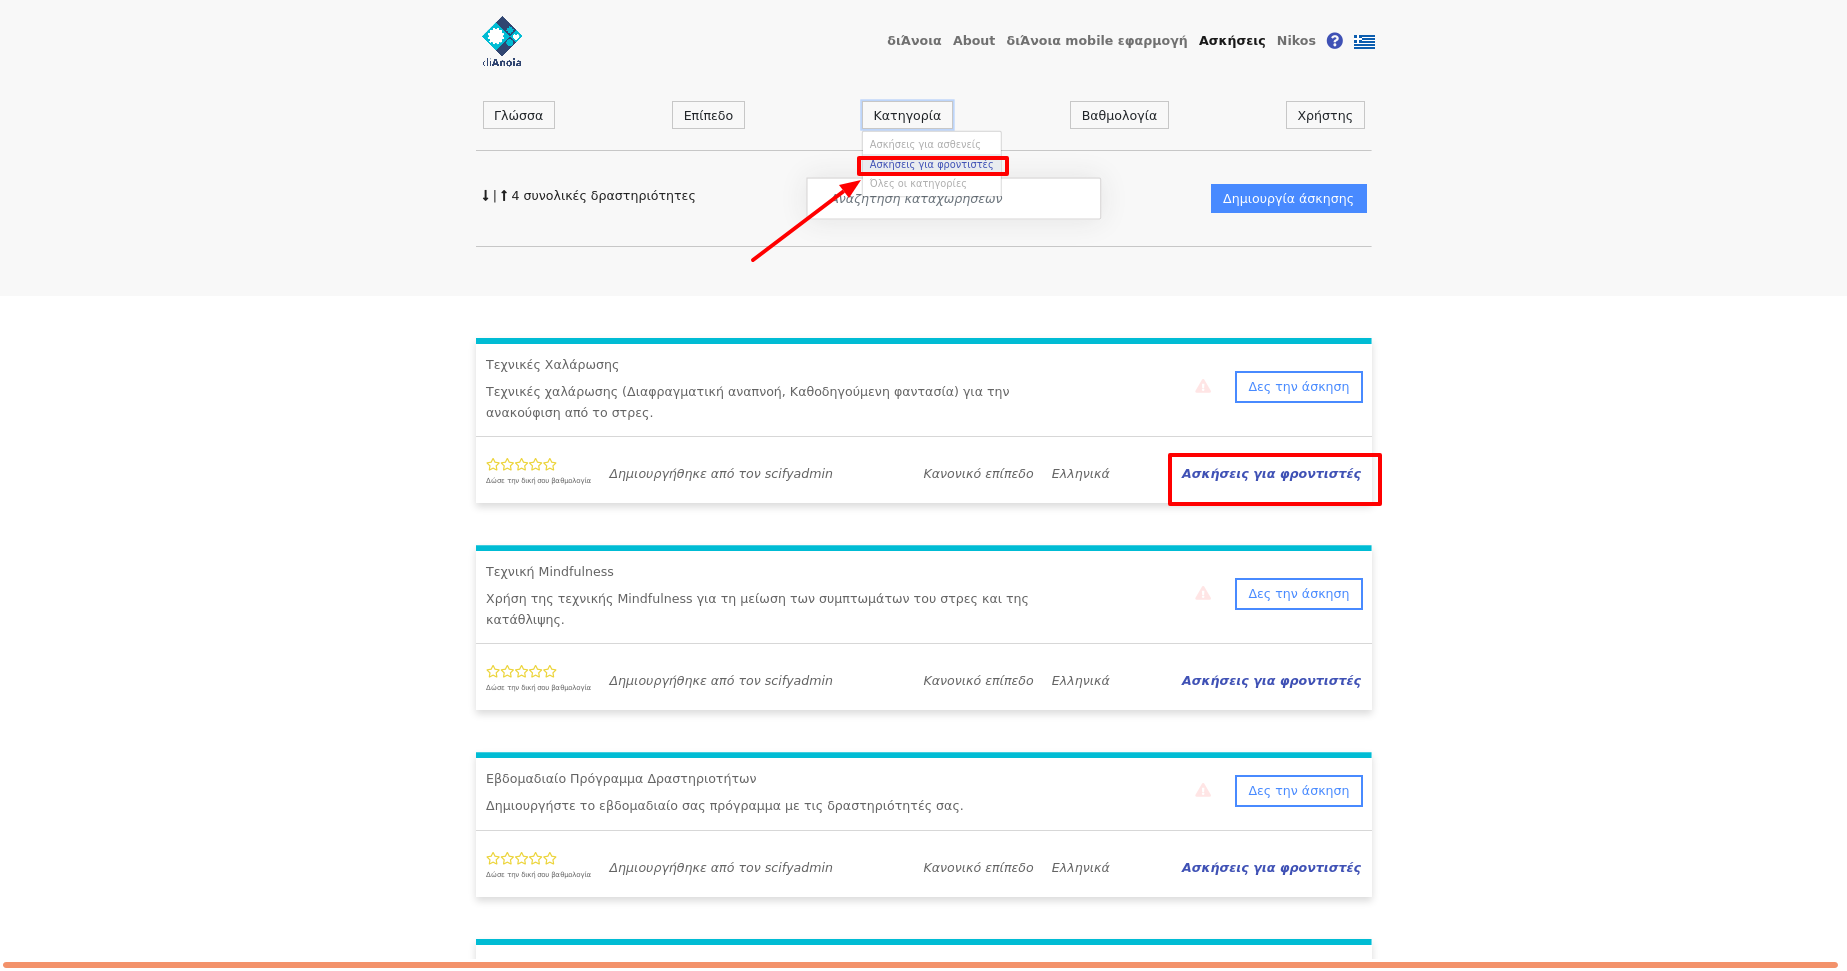 διΆνοια About διΆνοια mobile εφαρμογή Ασκήσεις Nikos ?
diAnoia
Γλώσσα Επίπεδο Κατηγορία Βαθμολογία Χρήστης
Ασκήσεις για ασθενείς
Ασκήσεις για φροντιστές
Όλες οι κατηγορίες
| 4 συνολικές δραστηριότητες
Αναζήτηση καταχωρήσεων
Δημιουργία άσκησης
Τεχνικές Χαλάρωσης
Τεχνικές χαλάρωσης (Διαφραγματική αναπνοή, Καθοδηγούμενη φαντασία) για την
ανακούφιση από το στρες.
Δες την άσκηση
Δώσε την δική σου βαθμολογία
Δημιουργήθηκε από τον scifyadmin Κανονικό επίπεδο Ελληνικά Ασκήσεις για φροντιστές
Τεχνική Mindfulness
Χρήση της τεχνικής Mindfulness για τη μείωση των συμπτωμάτων του στρες και της
κατάθλιψης.
Δες την άσκηση
Δώσε την δική σου βαθμολογία
Δημιουργήθηκε από τον scifyadmin Κανονικό επίπεδο Ελληνικά Ασκήσεις για φροντιστές
Εβδομαδιαίο Πρόγραμμα Δραστηριοτήτων
Δημιουργήστε το εβδομαδιαίο σας πρόγραμμα με τις δραστηριότητές σας.
Δες την άσκηση
Δώσε την δική σου βαθμολογία
Δημιουργήθηκε από τον scifyadmin Κανονικό επίπεδο Ελληνικά Ασκήσεις για φροντιστές